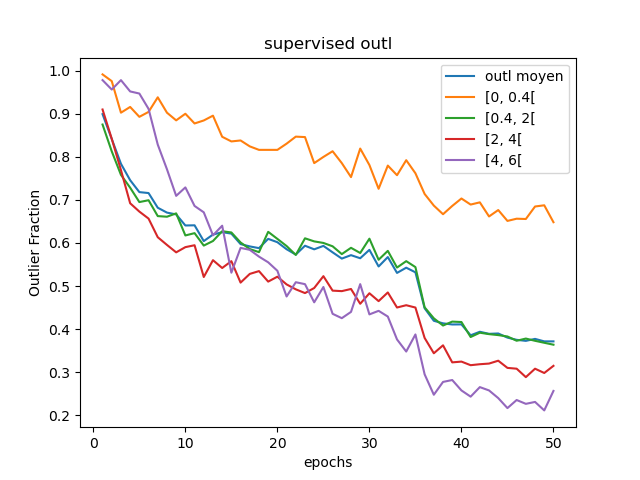 supervised outl
outl moyen
[0, 0.4[
[0.4, 2[
[2, 4[
[4, 6[
Outlier Fraction
1.0
0.9
0.8
0.7
0.6
0.5
0.4
0.3
0.2
0 10 20 30 40 50
epochs